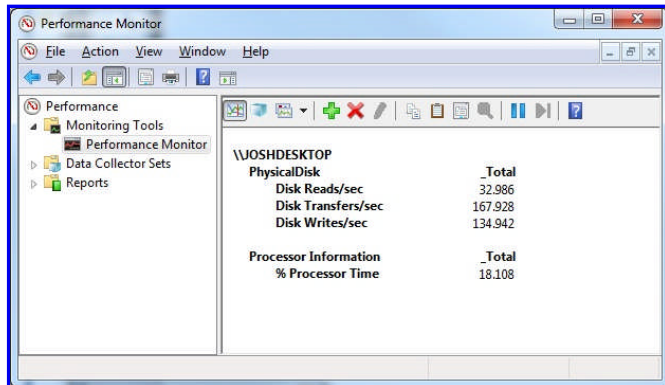 Performance Monitor
File Action View Window Help
Performance
Monitoring Tools
Performance Monitor
Data Collector Sets
Reports
\\JOSHDESKTOP
PhysicalDisk _Total
Disk Reads/sec 32.986
Disk Transfers/sec 167.928
Disk Writes/sec 134.942
Processor Information _Total
% Processor Time 18.108